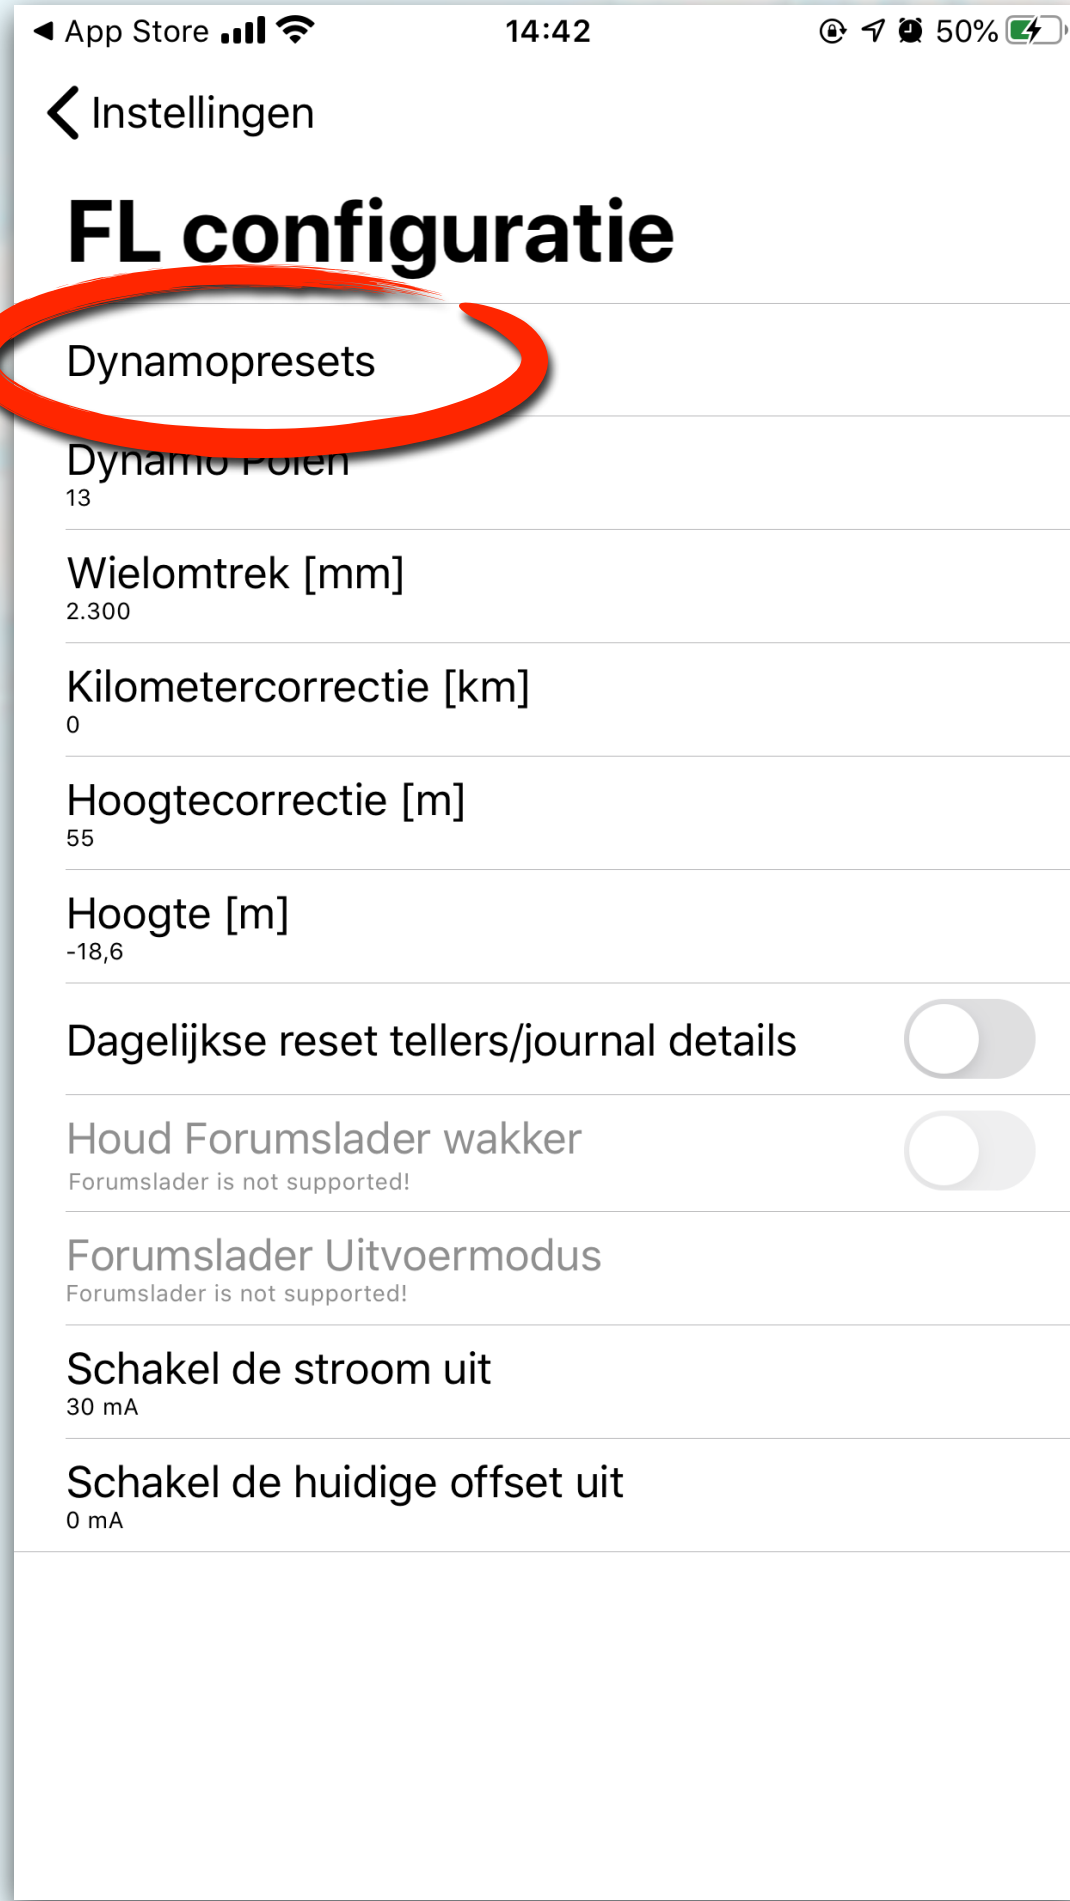 App Store 14:42 50%
Instellingen
FL configuratie
Dynamopresets
Dynamo Polen
13
Wielomtrek [mm]
2.300
Kilometercorrectie [km]
0
Hoogtecorrectie [m]
55
Hoogte [m]
-18,6
Dagelijkse reset tellers/journal details
Houd Forumslader wakker
Forumslader is not supported!
Forumslader Uitvoermodus
Forumslader is not supported!
Schakel de stroom uit
30 mA
Schakel de huidige offset uit
0 mA